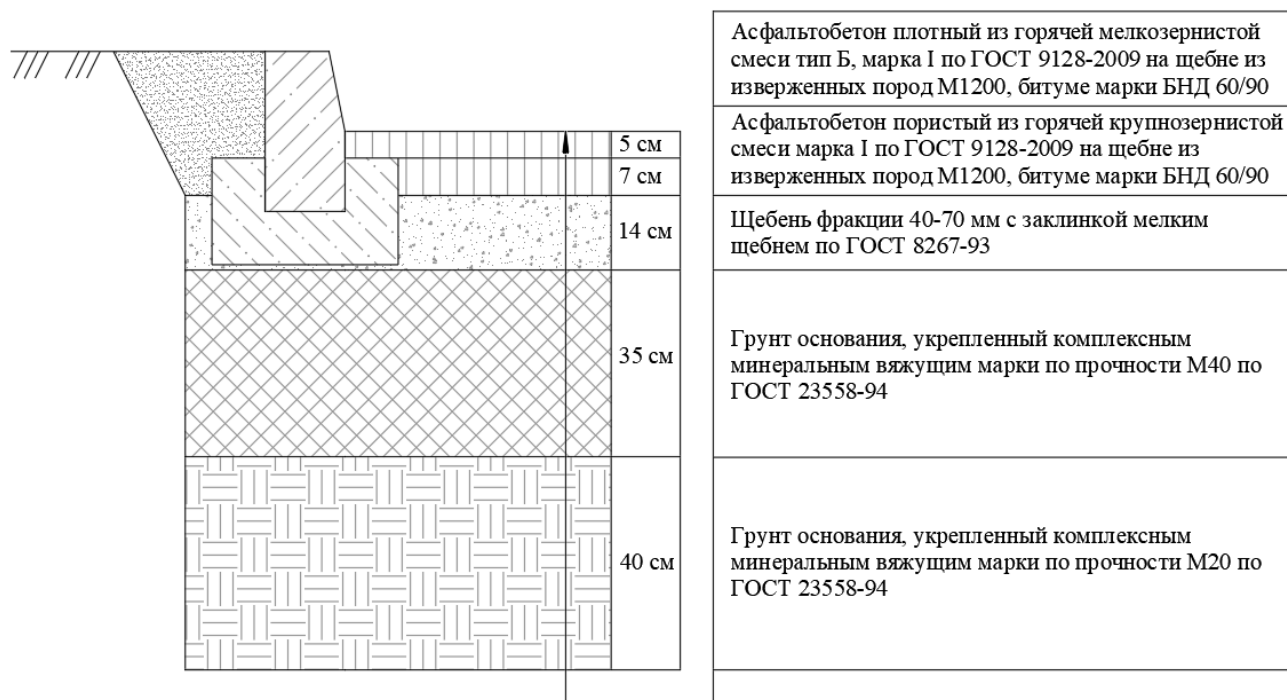 Асфальтобетон плотный из горячей мелкозернистой
смеси тип Б, марка I по ГОСТ 9128-2009 на щебне из
изверженных пород М1200, битуме марки БНД 60/90
5 см
Асфальтобетон пористый из горячей крупнозернистой
смеси марка I по ГОСТ 9128-2009 на щебне из
изверженных пород М1200, битуме марки БНД 60/90
7 см
Щебень фракции 40-70 мм с заклинкой мелким
щебнем по ГОСТ 8267-93
14 см
Грунт основания, укрепленный комплексным
минеральным вяжущим марки по прочности М40 по
ГОСТ 23558-94
35 см
Грунт основания, укрепленный комплексным
минеральным вяжущим марки по прочности М20 по
ГОСТ 23558-94
40 см